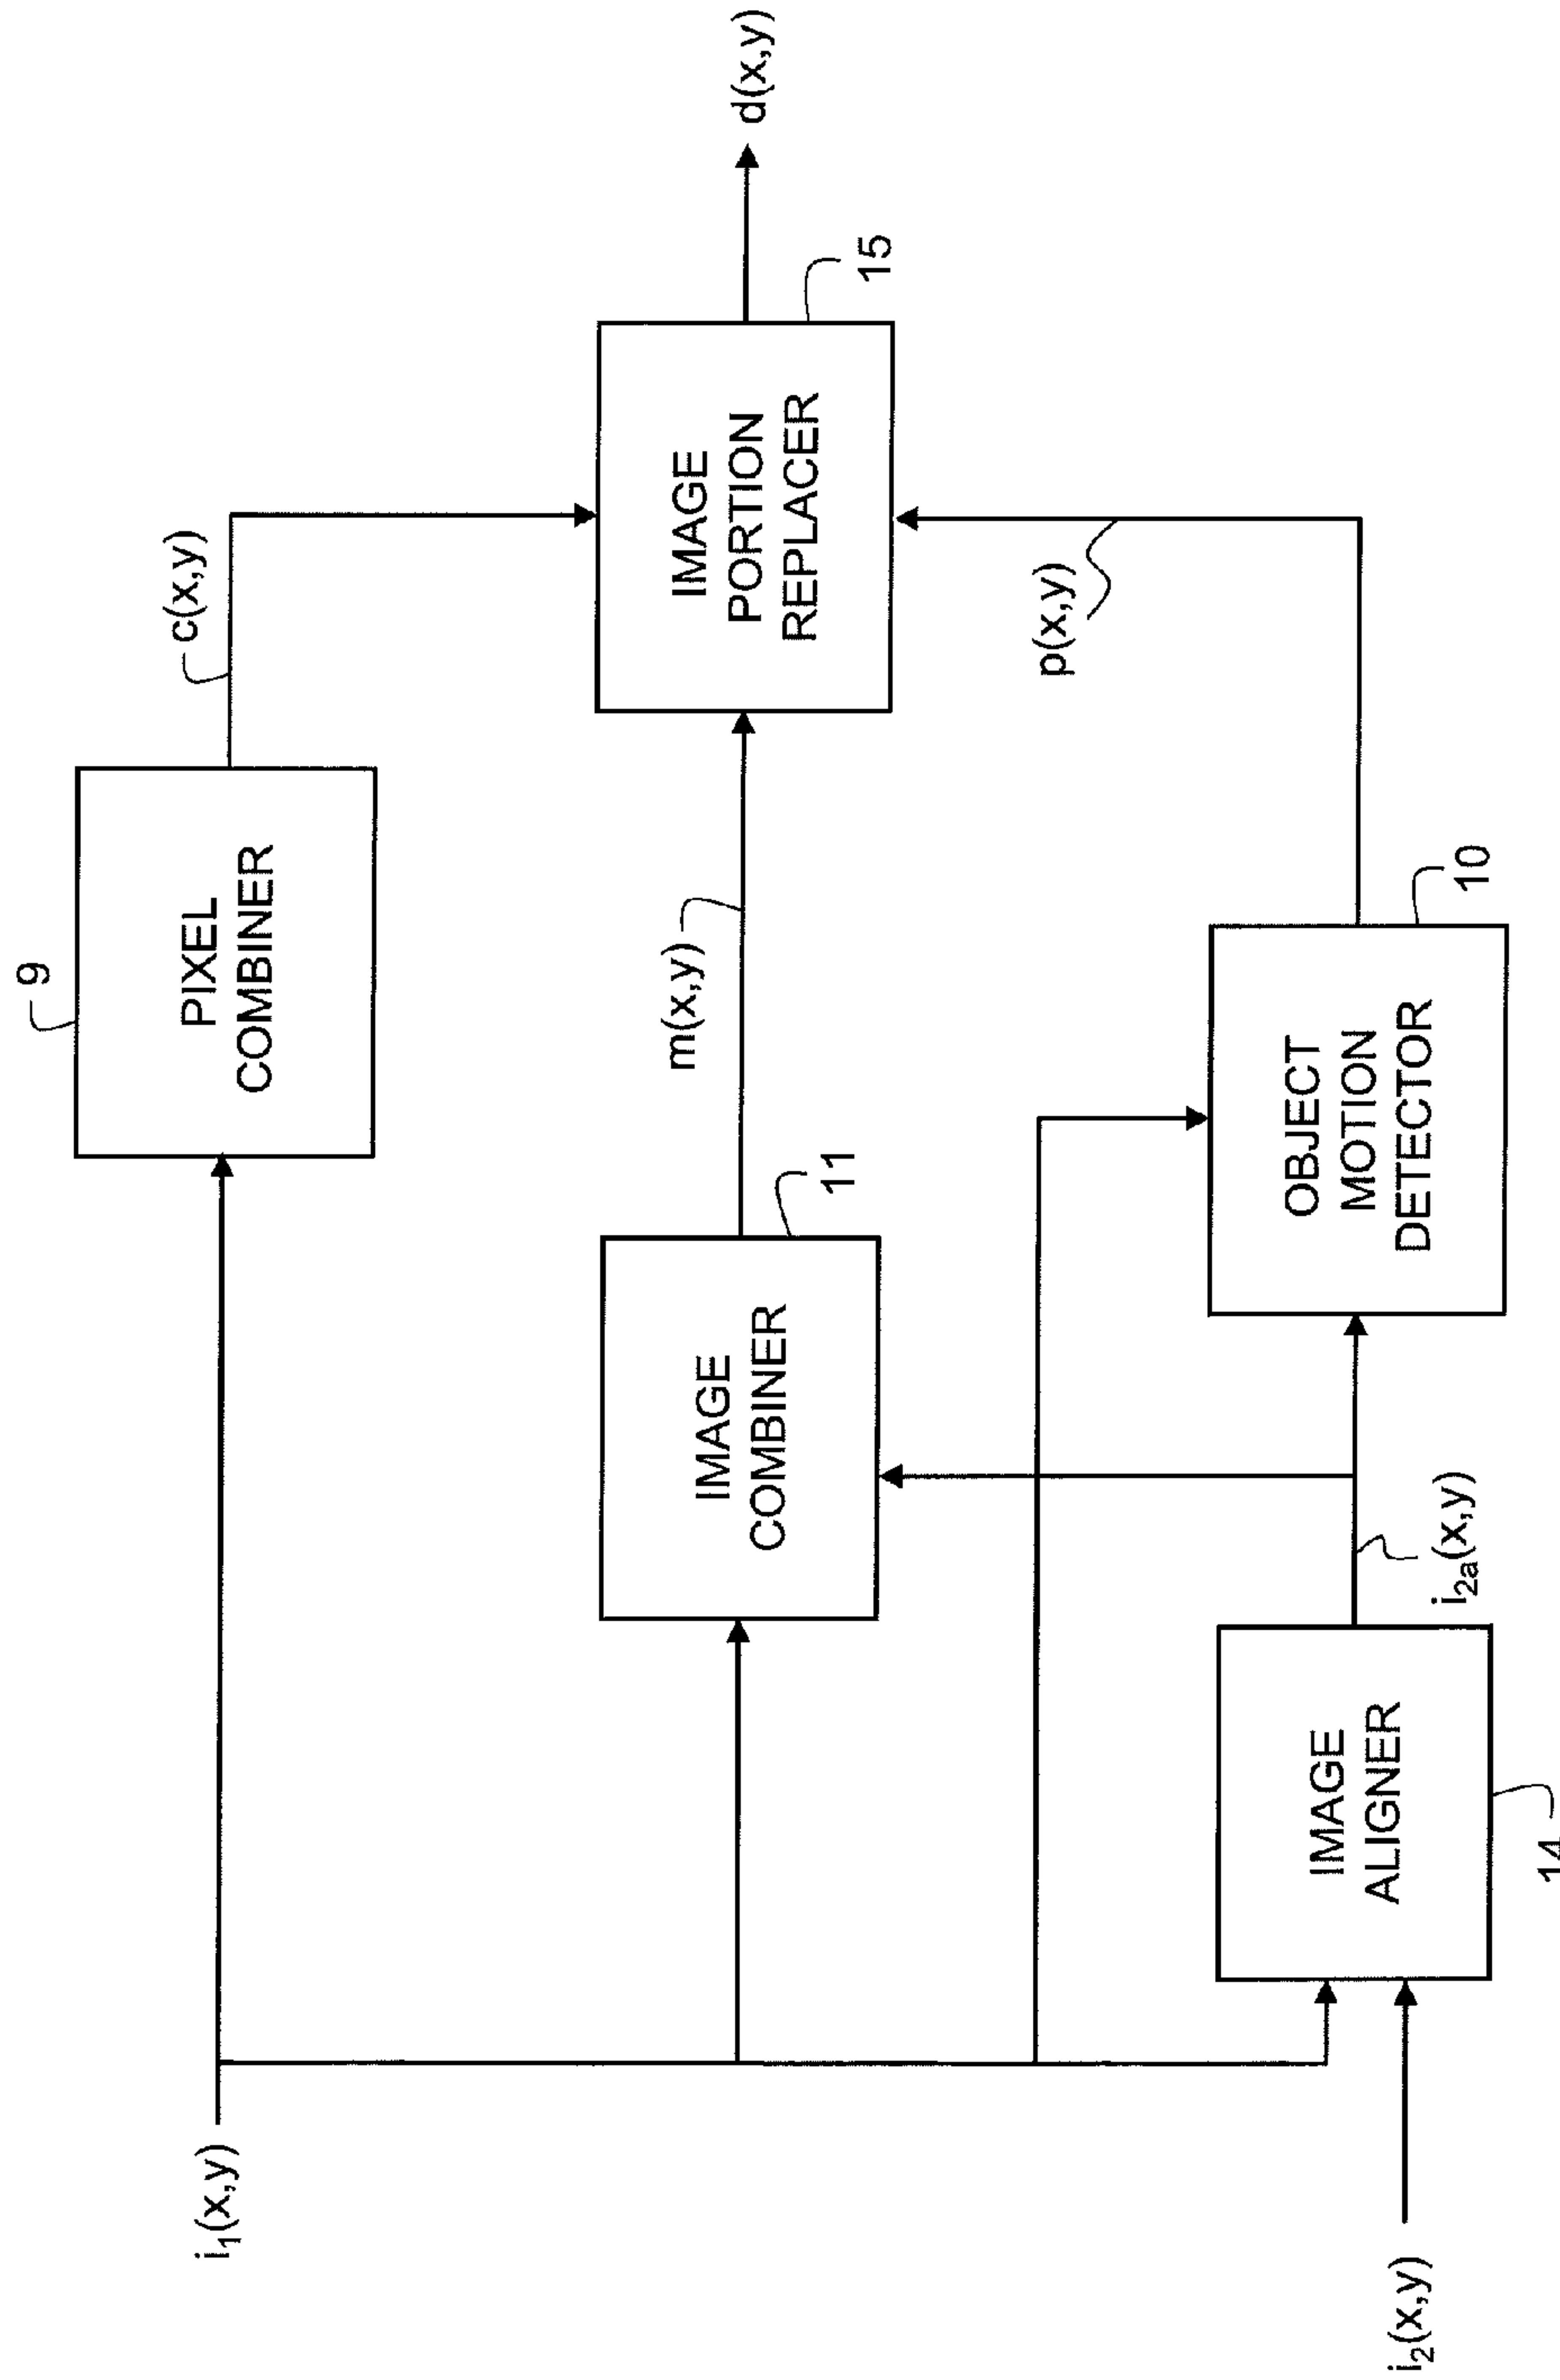 i1(x,y)
9
PIXEL
COMBINER
c(x,y)
IMAGE
COMBINER
11
m(x,y)
IMAGE
PORTION
REPLACER
15
d(x,y)
i2(x,y)
IMAGE
ALIGNER
14
i2a(x,y)
OBJECT
MOTION
DETECTOR
10
p(x,y)